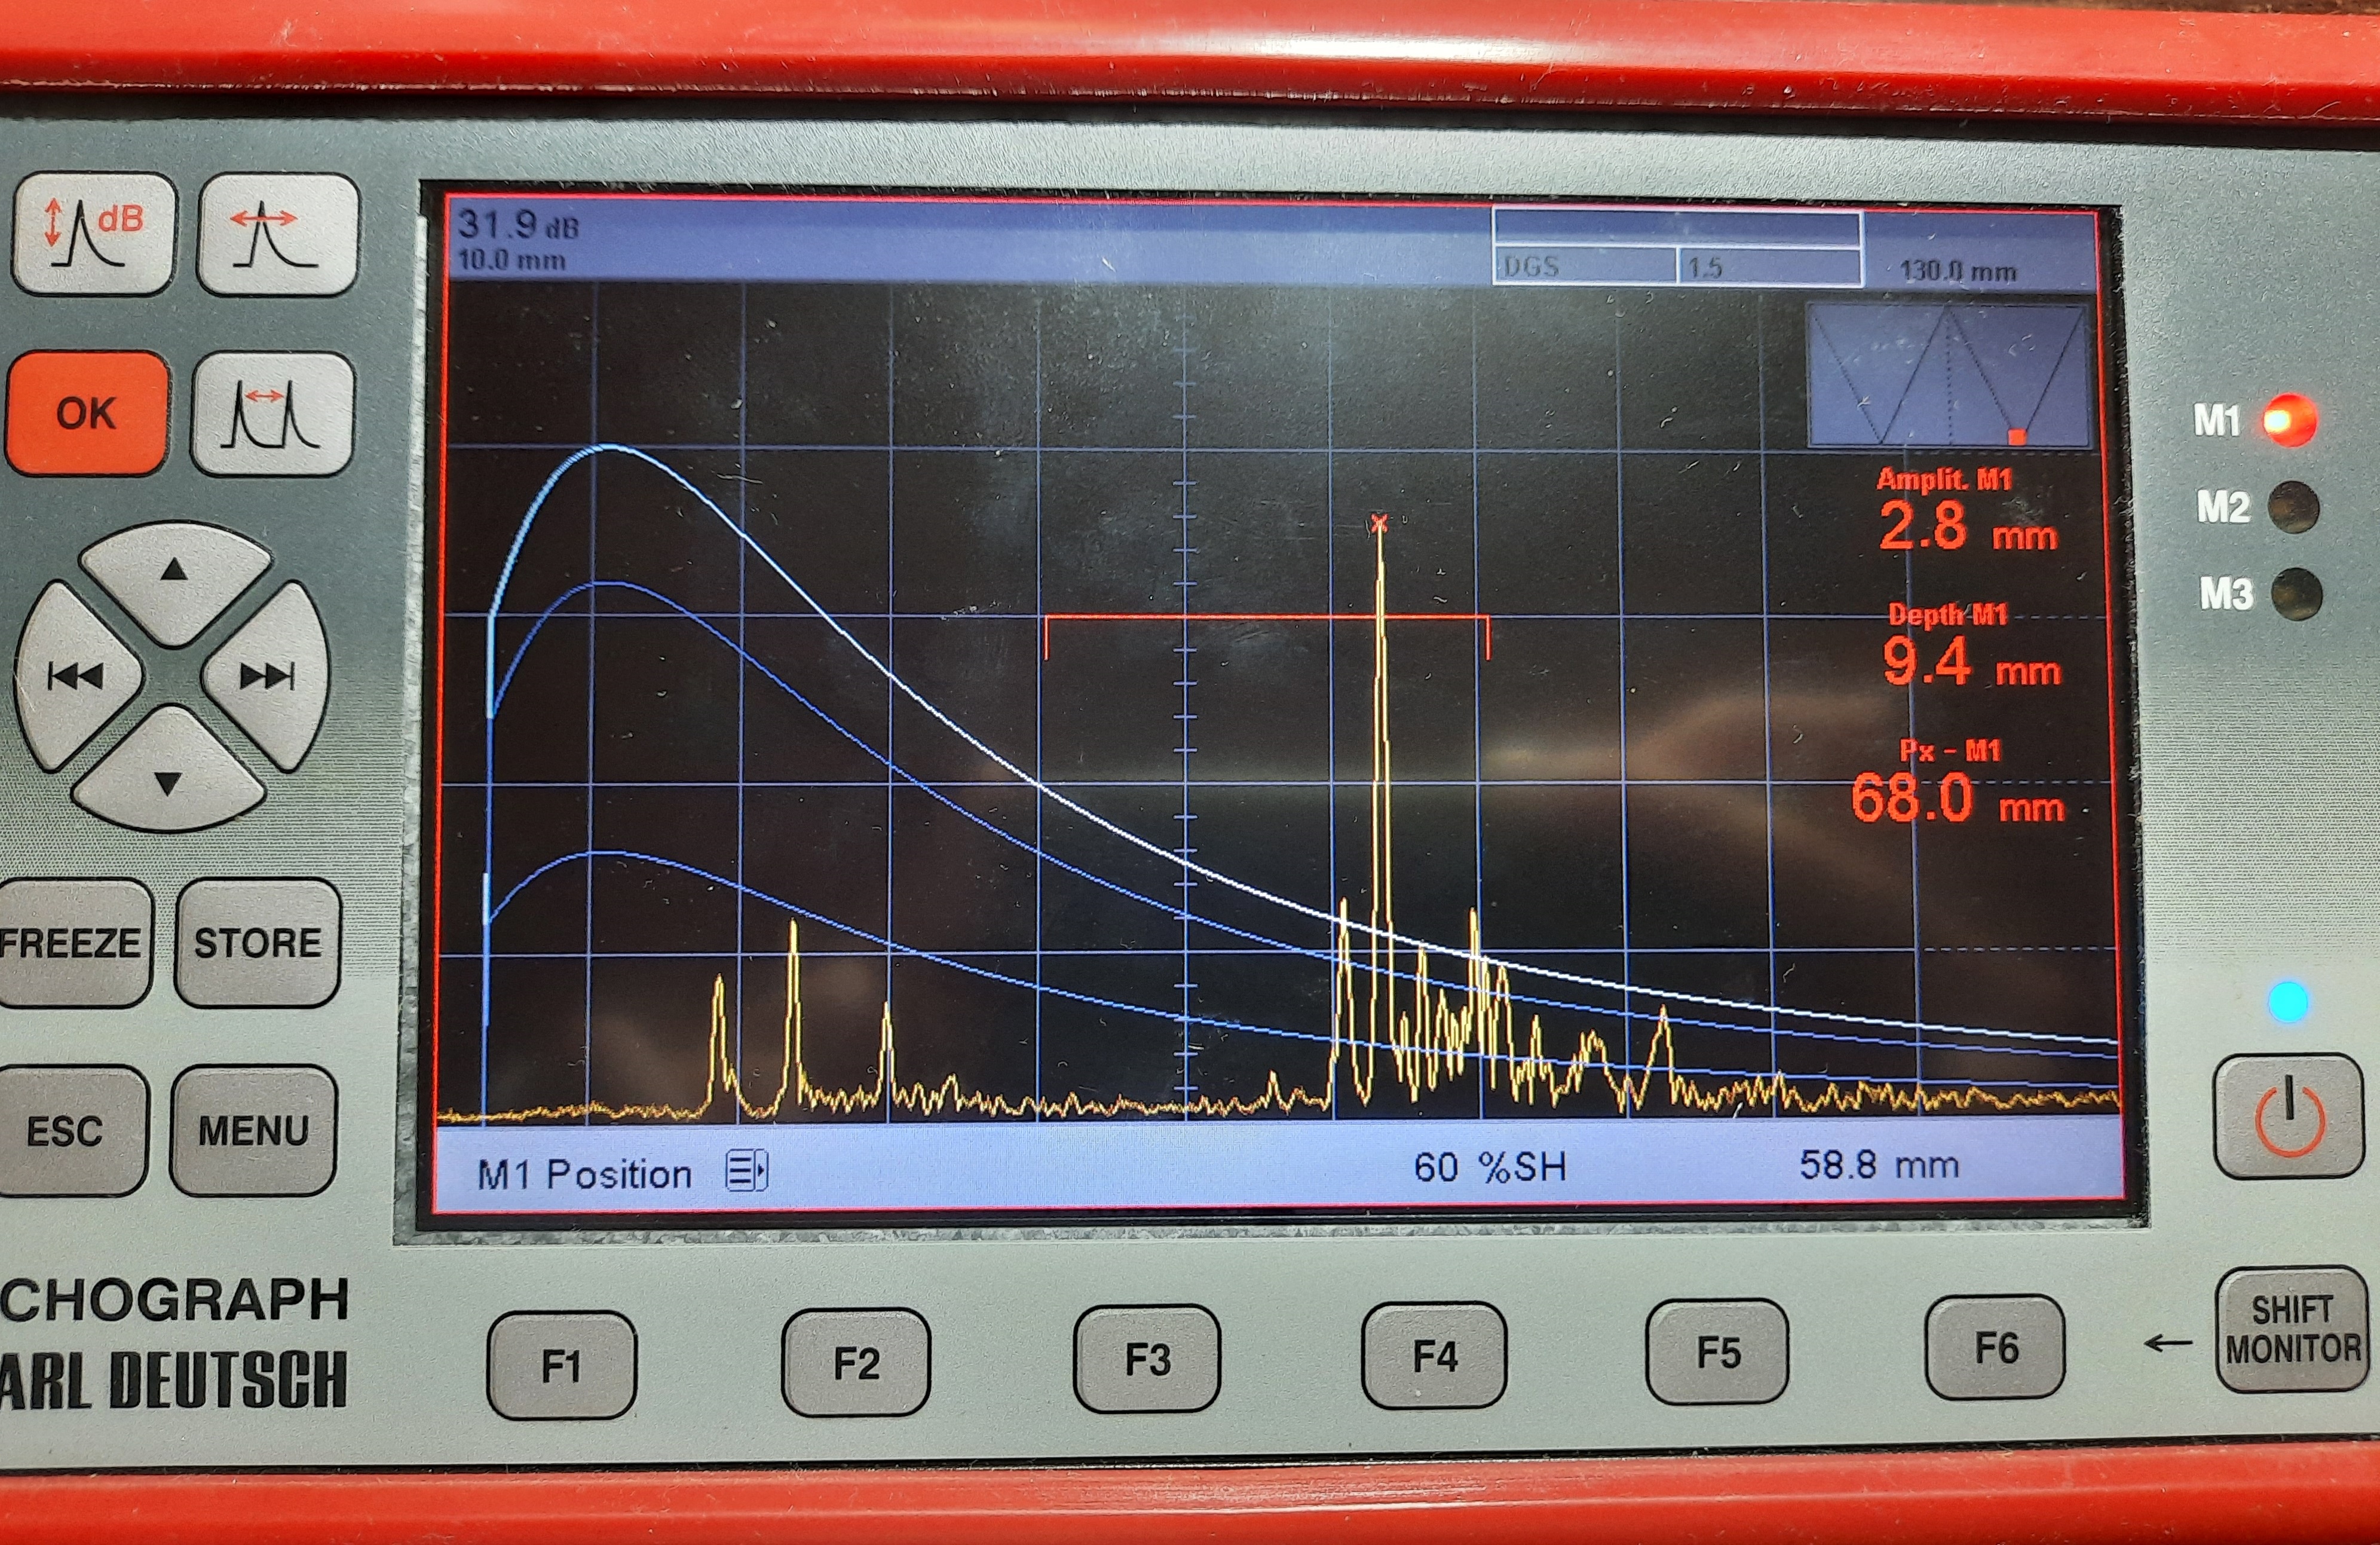 dB
OK
FREEZE STORE
ESC MENU
CHOGRAPH
ARL DEUTSCH
31.9 dB
10.0 mm
DGS 1.5
130.0 mm
Amplit. M1
2.8 mm
Depth M1
9.4 mm
Px - M1
68.0 mm
M1 Position 60 %SH 58.8 mm
M1
M2
M3
F1 F2 F3 F4 F5 F6
SHIFT
MONITOR